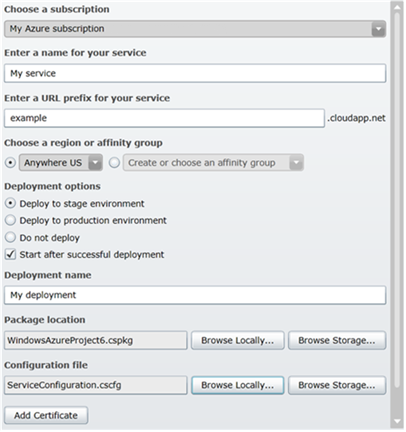 Choose a subscription
My Azure subscription
Enter a name for your service
My service
Enter a URL prefix for your service
example .cloudapp.net
Choose a region or affinity group
Anywhere US Create or choose an affinity group
Deployment options
Deploy to stage environment
Deploy to production environment
Do not deploy
Start after successful deployment
Deployment name
My deployment
Package location
WindowsAzureProject6.cspkg Browse Locally... Browse Storage...
Configuration file
ServiceConfiguration.cscfg Browse Locally... Browse Storage...
Add Certificate